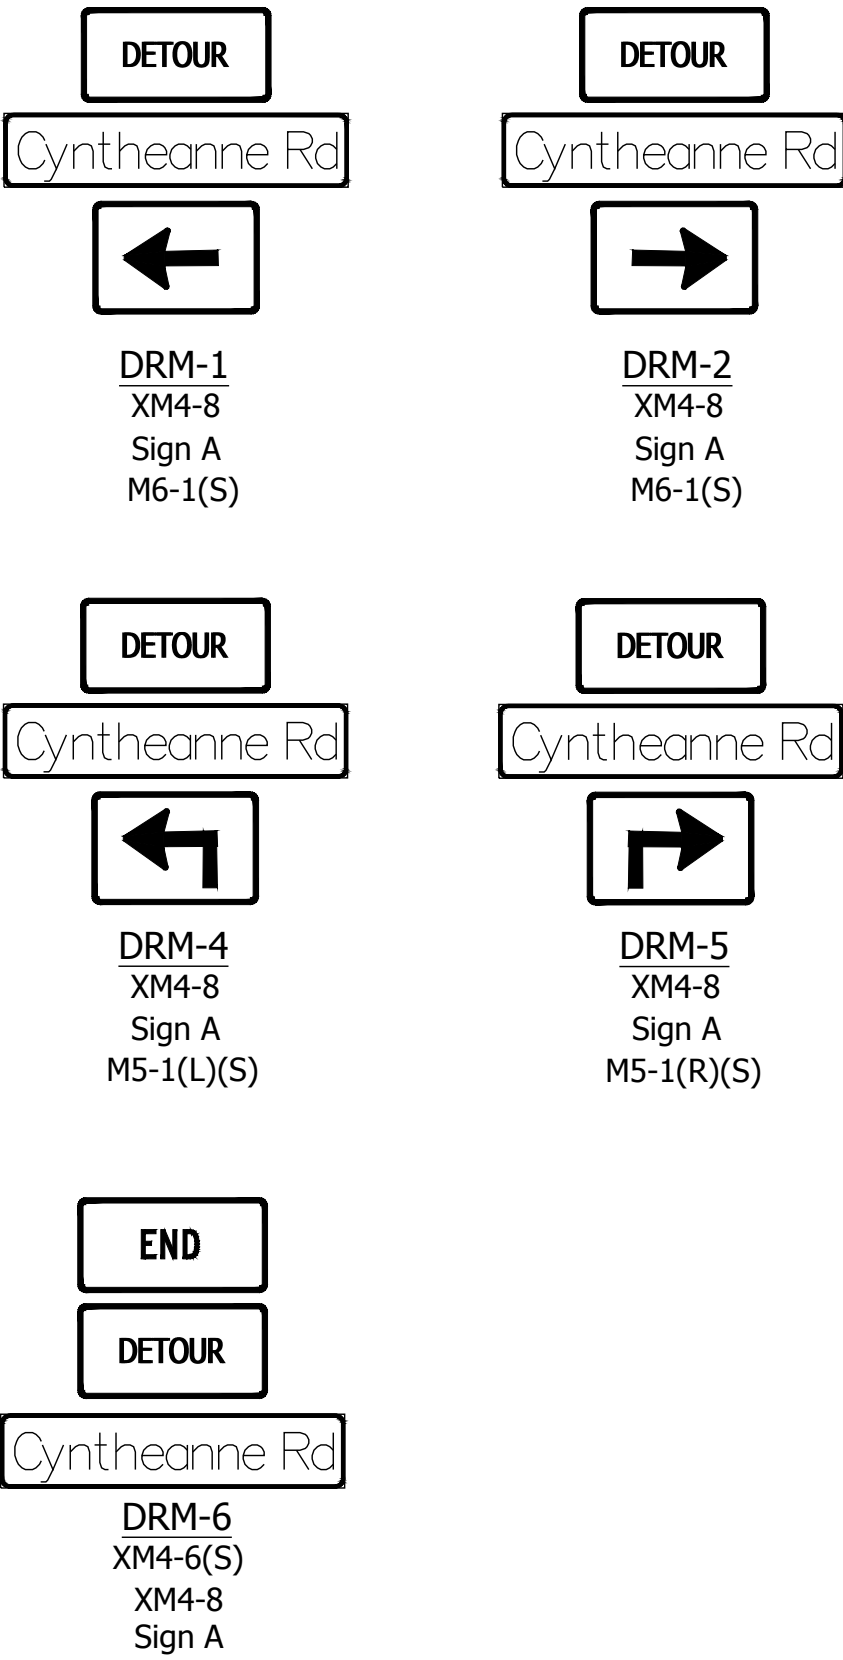 DETOUR
Cyntheanne Rd
DRM-1
XM4-8
Sign A
M6-1(S)
DETOUR
Cyntheanne Rd
DRM-2
XM4-8
Sign A
M6-1(S)
DETOUR
Cyntheanne Rd
DRM-4
XM4-8
Sign A
M5-1(L)(S)
DETOUR
Cyntheanne Rd
DRM-5
XM4-8
Sign A
M5-1(R)(S)
END
DETOUR
Cyntheanne Rd
DRM-6
XM4-6(S)
XM4-8
Sign A